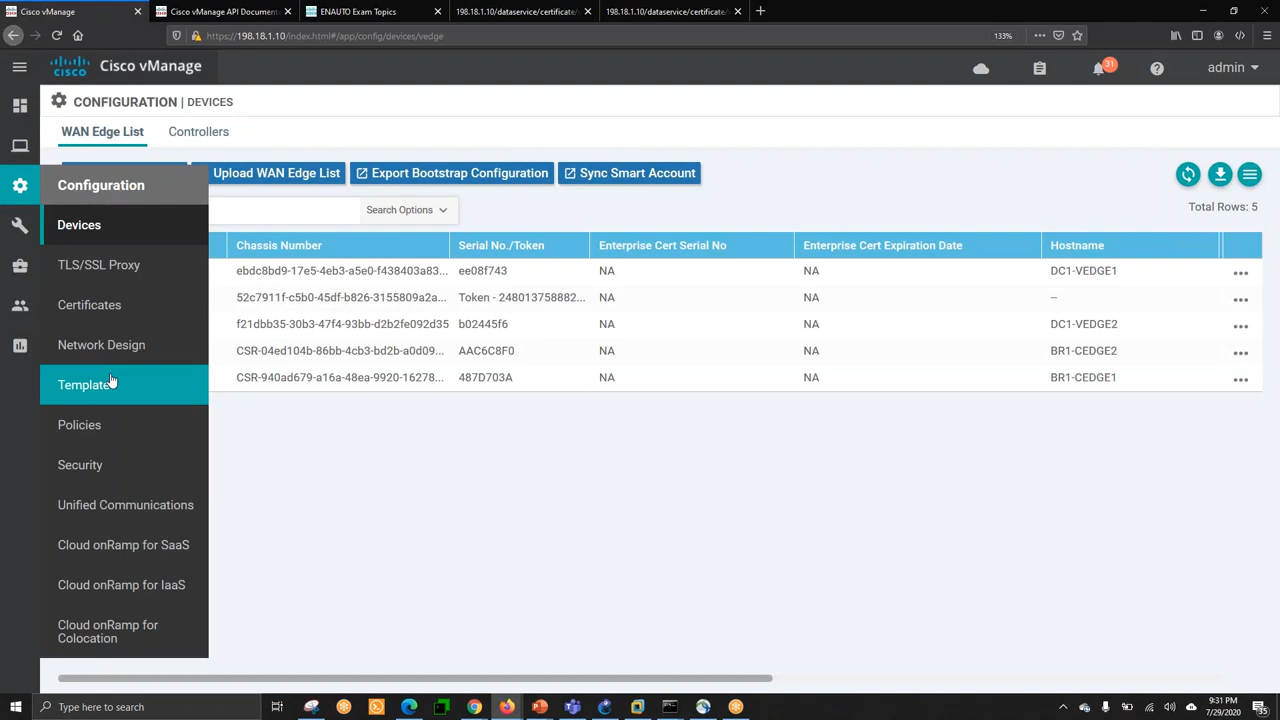 Cisco vManage
Cisco vManage API Documentati
ENAUTO Exam Topics
198.18.1.10/dataservice/certificate/
198.18.1.10/dataservice/certificate/
https://198.18.1.10/index.html#/app/config/devices/vedge
133%
CISCO
Cisco vManage
31
admin
CONFIGURATION | DEVICES
WAN Edge List
Controllers
Upload WAN Edge List
Export Bootstrap Configuration
Sync Smart Account
Search Options
Total Rows: 5
Chassis Number
Serial No./Token
Enterprise Cert Serial No
Enterprise Cert Expiration Date
Hostname
ebdc8bd9-17e5-4eb3-a5e0-f438403a83...
ee08f743
NA
NA
DC1-VEDGE1
52c7911f-c5b0-45df-b826-3155809a2a...
Token - 248013758882...
NA
NA
--
f21dbb35-30b3-47f4-93bb-d2b2fe092d35
b02445f6
NA
NA
DC1-VEDGE2
CSR-04ed104b-86bb-4cb3-bd2b-a0d09...
AAC6C8F0
NA
NA
BR1-CEDGE2
CSR-940ad679-a16a-48ea-9920-16278...
487D703A
NA
NA
BR1-CEDGE1
Configuration
Devices
TLS/SSL Proxy
Certificates
Network Design
Templates
Policies
Security
Unified Communications
Cloud onRamp for SaaS
Cloud onRamp for IaaS
Cloud onRamp for
Colocation
Type here to search
9:31 PM
7/29/2020
35